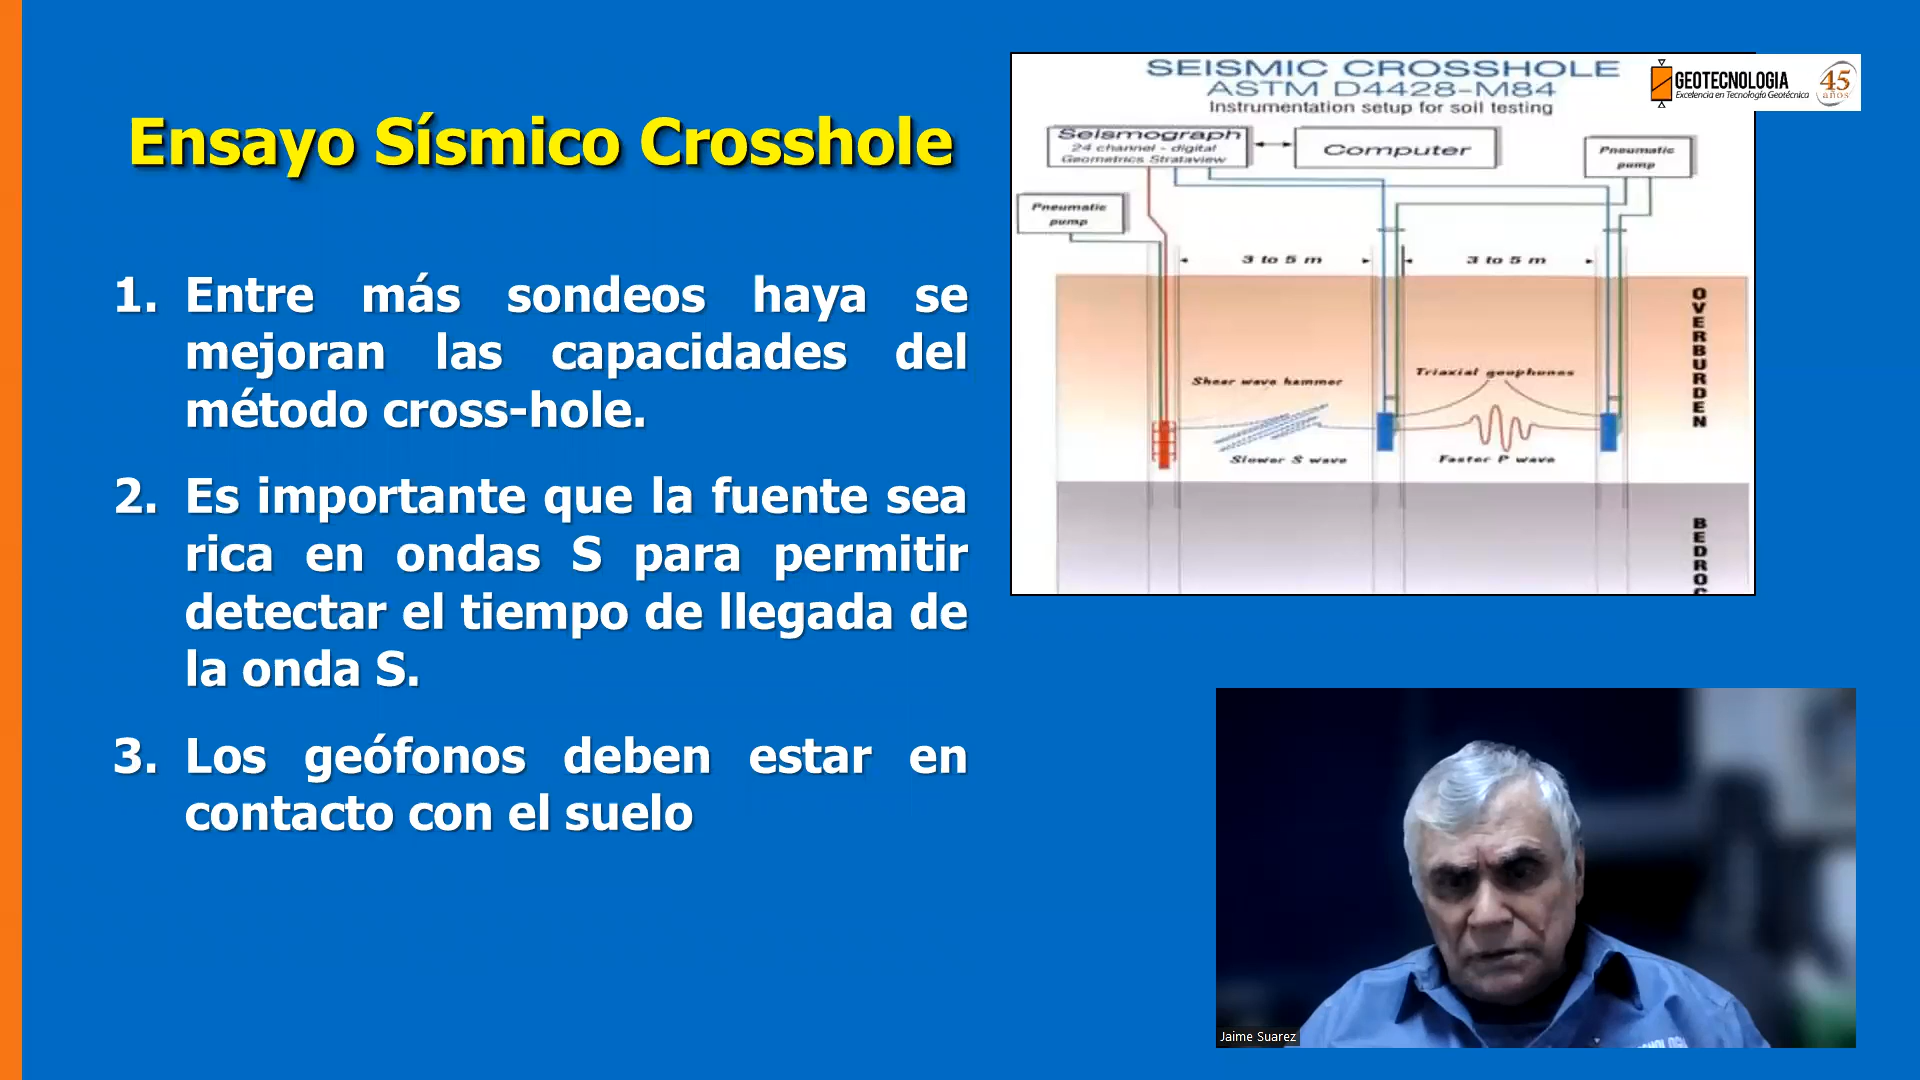 Ensayo Sísmico Crosshole
1. Entre más sondeos haya se
mejoran las capacidades del
método cross-hole.
2. Es importante que la fuente sea
rica en ondas S para permitir
detectar el tiempo de llegada de
la onda S.
3. Los geófonos deben estar en
contacto con el suelo
SEISMIC CROSSHOLE
ASTM D4428-M84
Instrumentation setup for soil testing
GEOTECNOLOGIA
Excelencia en Tecnología Geotécnica
45
años
Seismograph
24 channel - digital
Geometrics Strataview
Computer
Pneumatic
pump
Pneumatic
pump
3 to 5 m
3 to 5 m
OVERBURDEN
Shear wave hammer
Triaxial geophones
Slower S wave
Faster P wave
BEDROC
Jaime Suarez